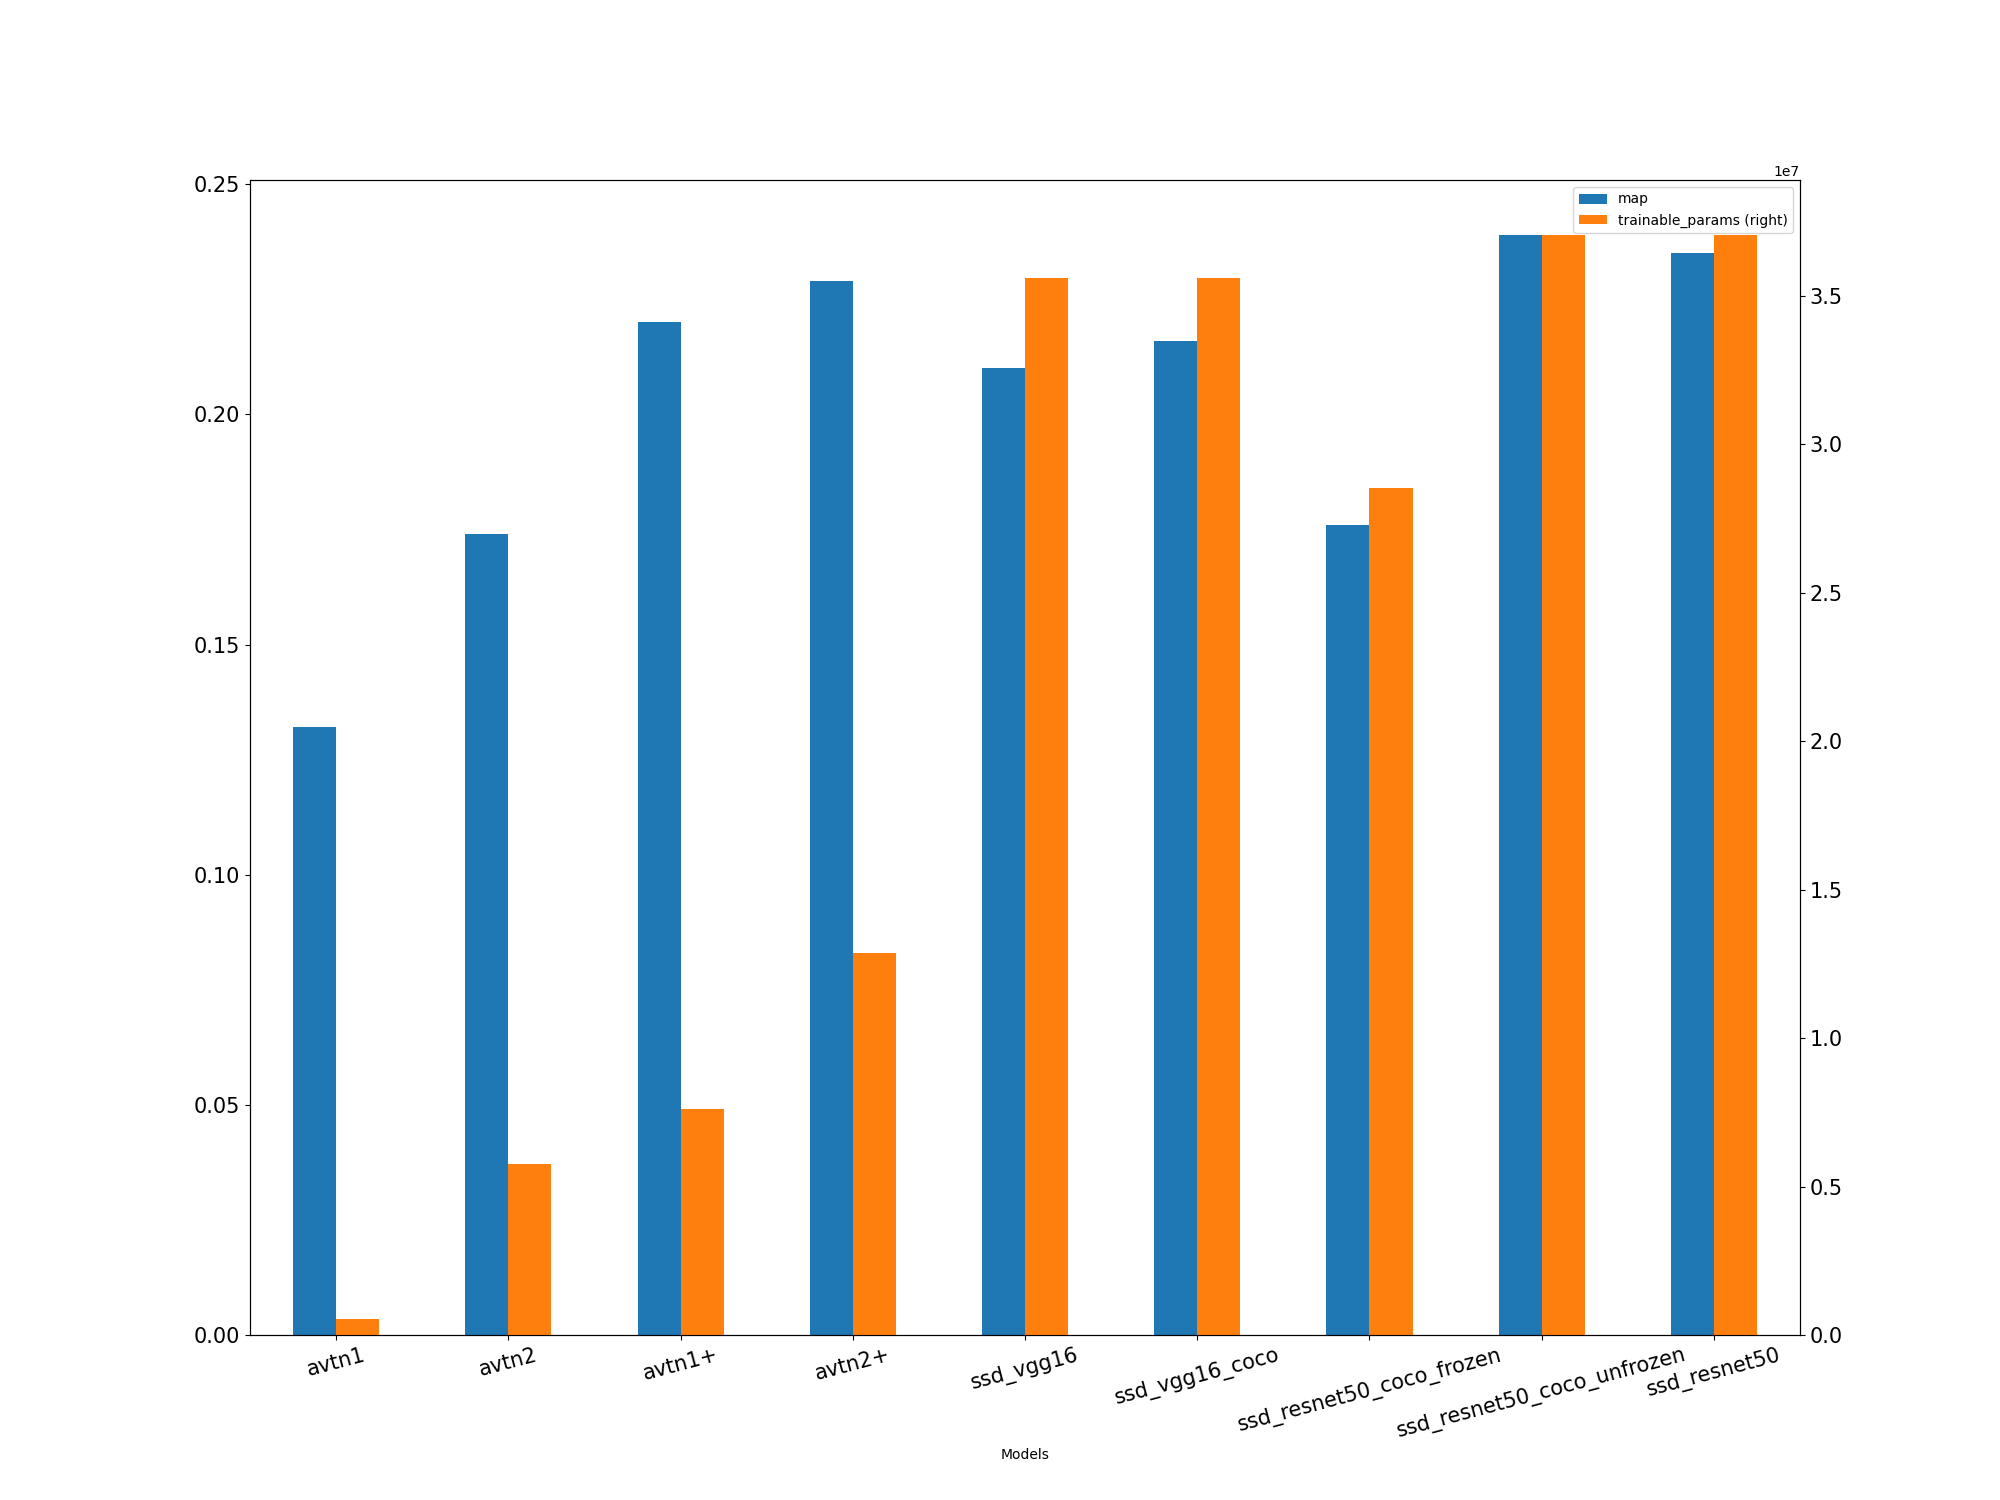 1e7
map
trainable_params (right)
0.25
0.20
0.15
0.10
0.05
0.00
3.5
3.0
2.5
2.0
1.5
1.0
0.5
0.0
avtn1
avtn2
avtn1+
avtn2+
ssd_vgg16
ssd_vgg16_coco
ssd_resnet50_coco_frozen
ssd_resnet50_coco_unfrozen
ssd_resnet50
Models